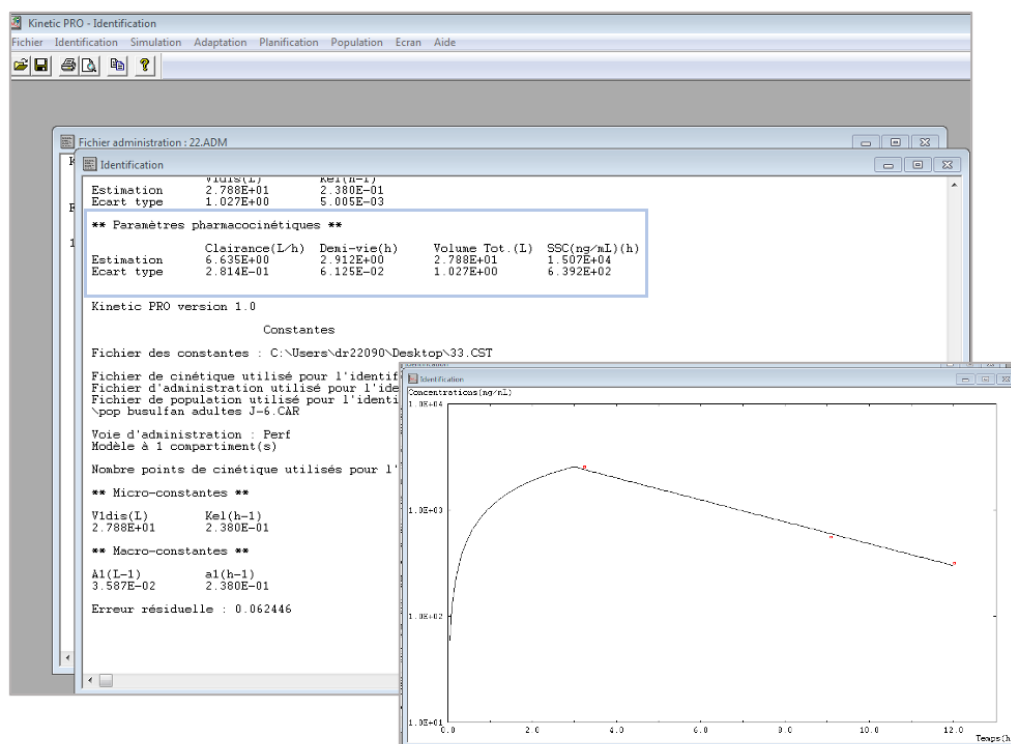 Kinetic PRO - Identification
Fichier Identification Simulation Adaptation Planification Population Ecran Aide
Fichier administration : 22.ADM
Identification
V1dis(L) Kel(h-1)
Estimation 2.788E+01 2.380E-01
Ecart type 1.027E+00 5.005E-03
** Paramètres pharmacocinétiques **
Clairance(L/h) Demi-vie(h) Volume Tot.(L) SSC(ng/mL)(h)
Estimation 6.635E+00 2.912E+00 2.788E+01 1.507E+04
Ecart type 2.814E-01 6.125E-02 1.027E+00 6.392E+02
Kinetic PRO version 1.0
Constantes
Fichier des constantes : C:\Users\dr22090\Desktop\33.CST
Fichier de cinétique utilisé pour l'identif
Fichier d'administration utilisé pour l'ide
Fichier de population utilisé pour l'identi
\pop busulfan adultes J-6.CAR
Voie d'administration : Perf
Modèle à 1 compartiment(s)
Nombre points de cinétique utilisés pour l'
** Micro-constantes **
V1dis(L) Kel(h-1)
2.788E+01 2.380E-01
** Macro-constantes **
A1(L-1) a1(h-1)
3.587E-02 2.380E-01
Erreur résiduelle : 0.062446
Identification
Concentrations(ng/mL)
1.0E+04
1.0E+03
1.0E+02
1.0E+01
0.0 2.0 4.0 6.0 8.0 10.0 12.0
Temps(h